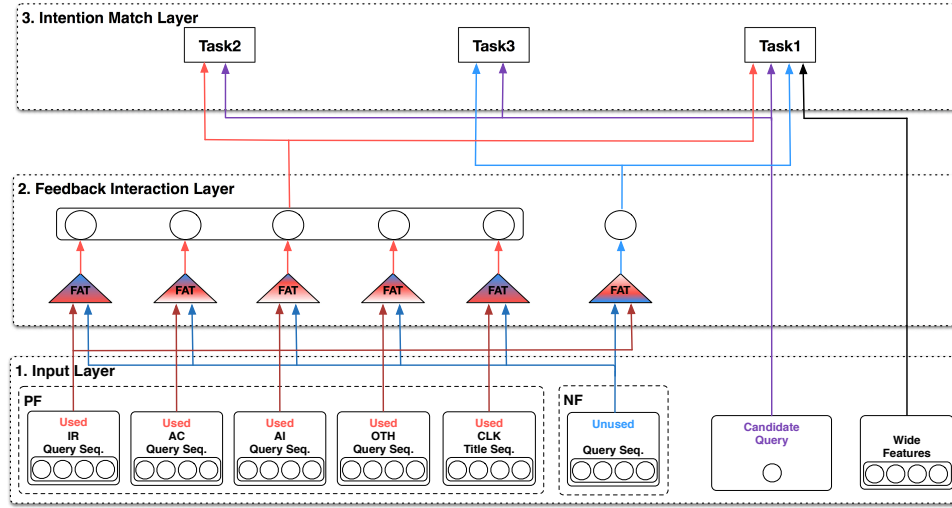 3. Intention Match Layer
Task2
Task3
Task1
2. Feedback Interaction Layer
FAT
FAT
FAT
FAT
FAT
FAT
1. Input Layer
PF
NF
Used
IR
Query Seq.
Used
AC
Query Seq.
Used
AI
Query Seq.
Used
OTH
Query Seq.
Used
CLK
Title Seq.
Unused
Query Seq.
Candidate
Query
Wide
Features